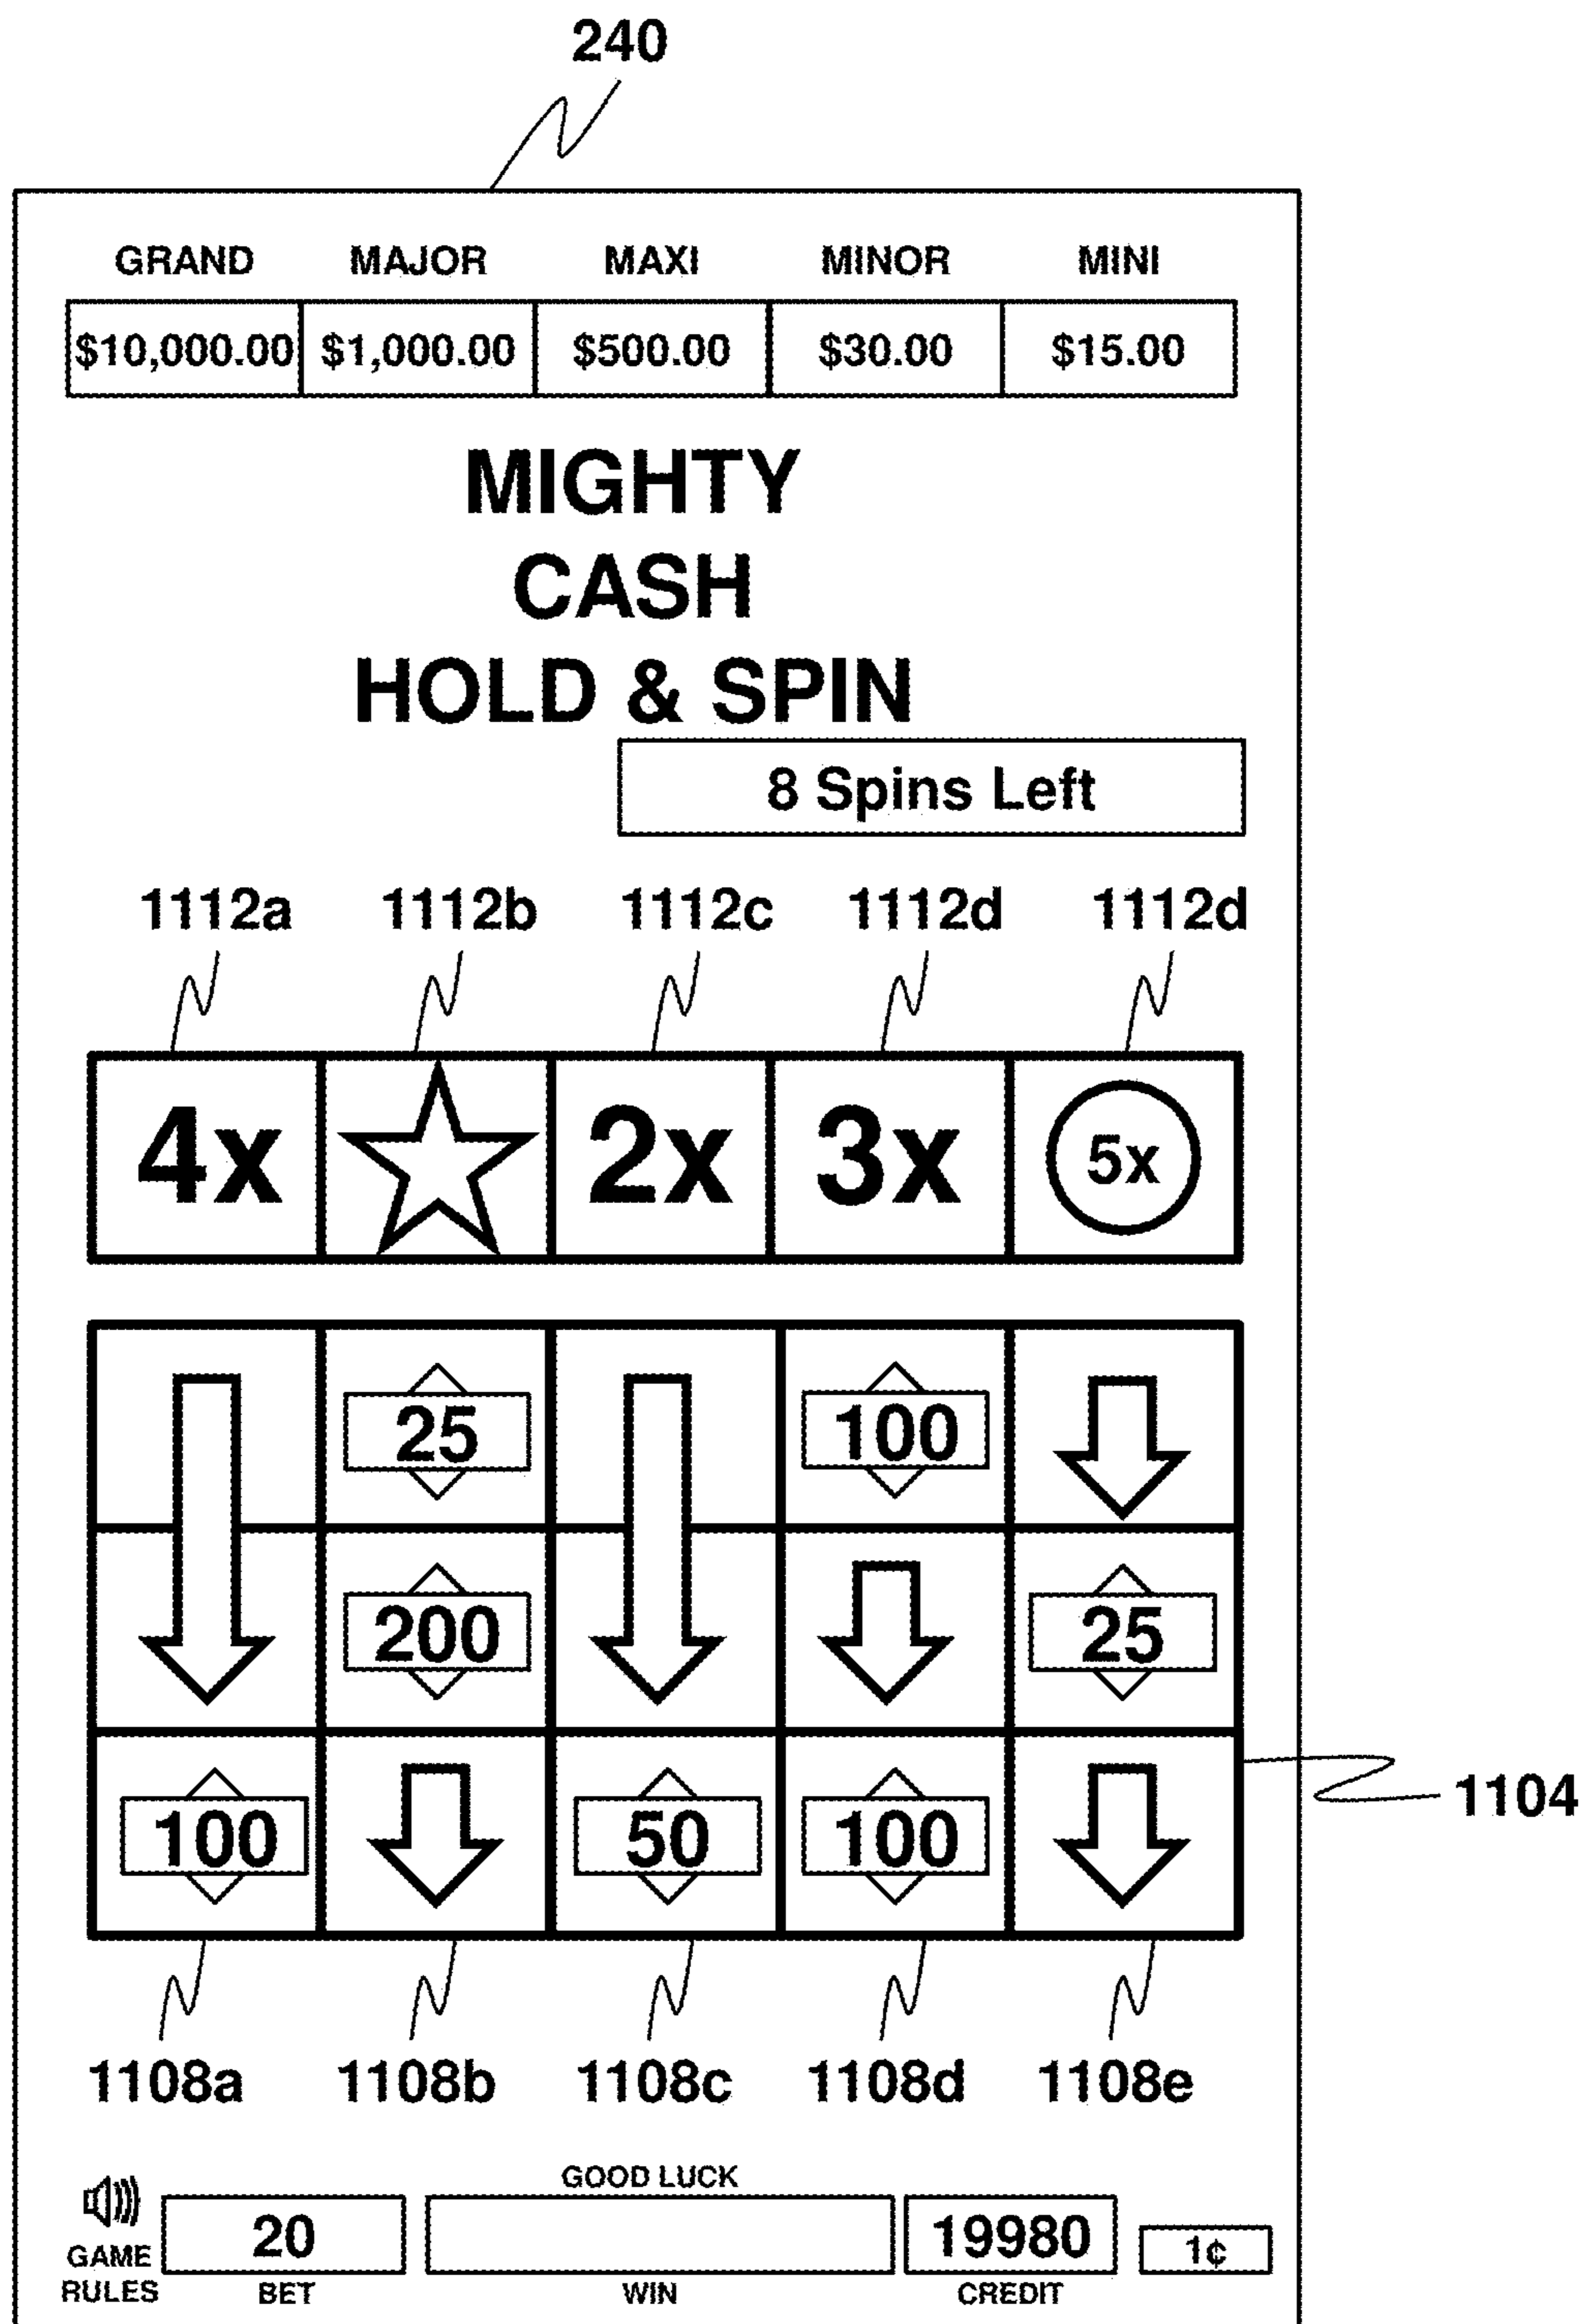 240
GRAND MAJOR MAXI MINOR MINI
$10,000.00 $1,000.00 $500.00 $30.00 $15.00
MIGHTY
CASH
HOLD & SPIN
8 Spins Left
1112a 1112b 1112c 1112d 1112d
4x 2x 3x 5x
25 100
200 25
100 50 100
1104
1108a 1108b 1108c 1108d 1108e
GOOD LUCK
20 19980 1¢
GAME
RULES BET WIN CREDIT